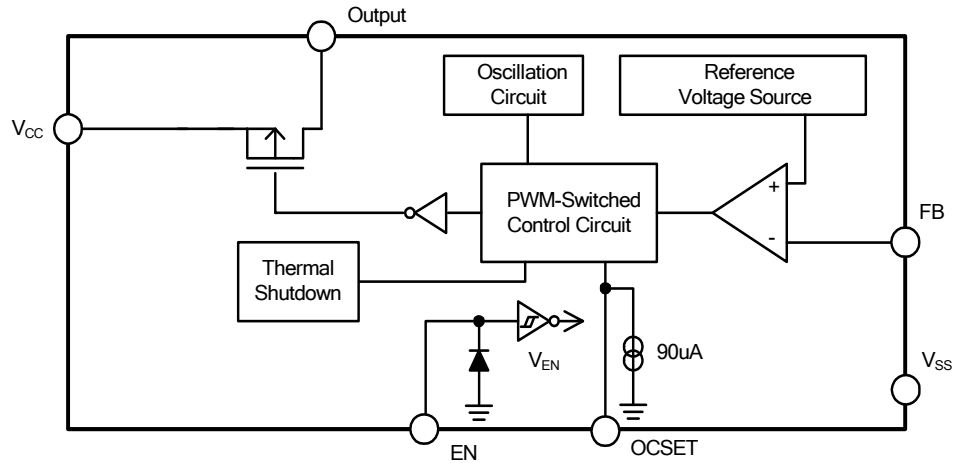 Output
Oscillation
Circuit
Reference
Voltage Source
VCC
+
PWM-Switched
Control Circuit
FB
-
Thermal
Shutdown
VEN
90uA
VSS
EN
OCSET